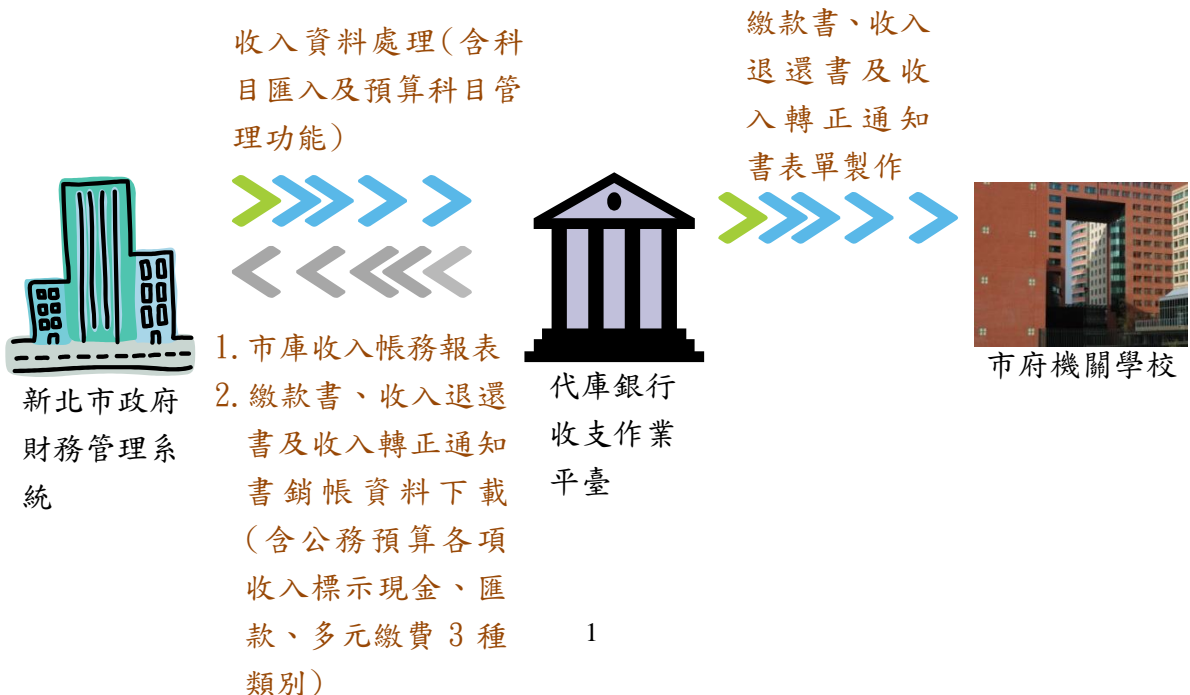 收入資料處理(含科
目匯入及預算科目管
理功能)
繳款書、收入
退還書及收
入轉正通知
書表單製作
1. 市庫收入帳務報表
2. 繳款書、收入退還
書及收入轉正通知
書銷帳資料下載
(含公務預算各項
收入標示現金、匯
款、多元繳費 3 種
類別)
新北市政府
財務管理系
統
代庫銀行
收支作業
平臺
市府機關學校
1